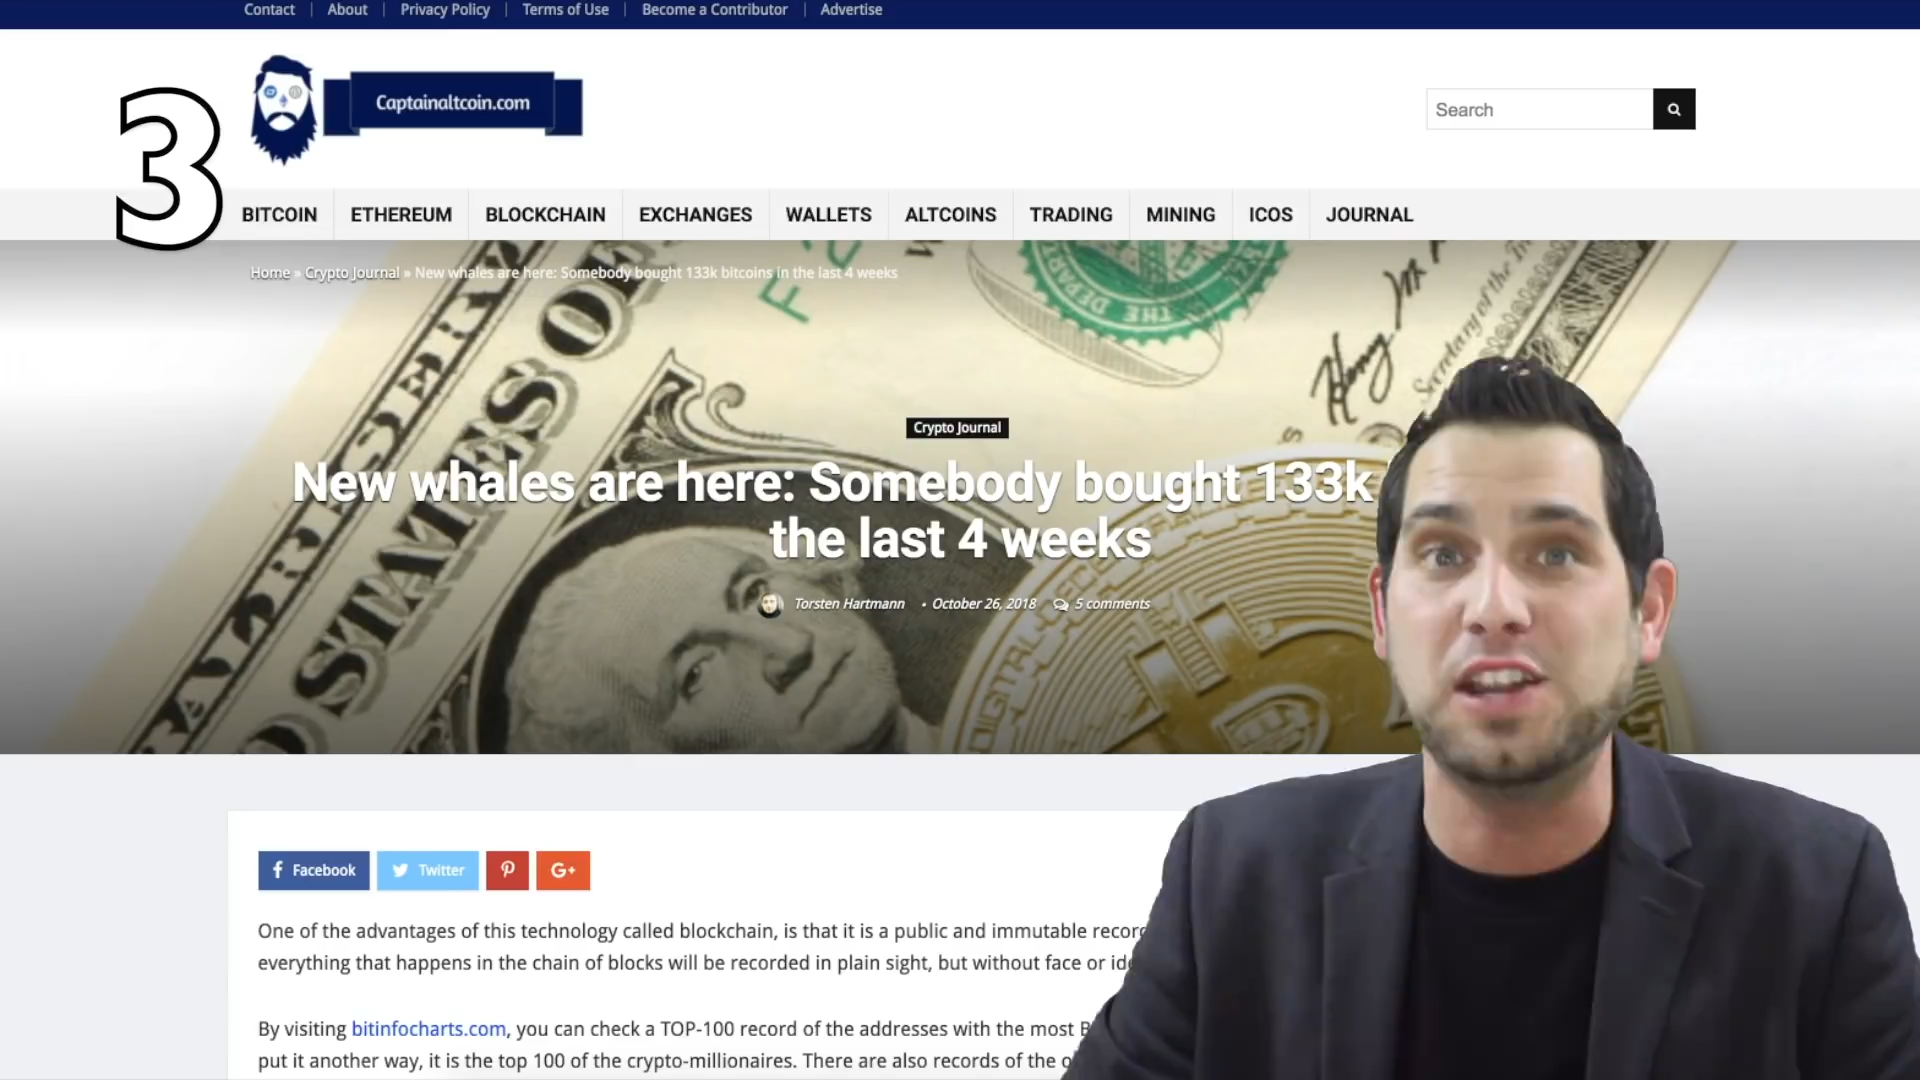 Contact | About | Privacy Policy | Terms of Use | Become a Contributor | Advertise
3
Captainaltcoin.com
Search
BITCOIN ETHEREUM BLOCKCHAIN EXCHANGES WALLETS ALTCOINS TRADING MINING ICOS JOURNAL
Home » Crypto Journal » New whales are here: Somebody bought 133k bitcoins in the last 4 weeks
Crypto Journal
New whales are here: Somebody bought 133k
the last 4 weeks
Torsten Hartmann • October 26, 2018 5 comments
Facebook Twitter G+
One of the advantages of this technology called blockchain, is that it is a public and immutable
everything that happens in the chain of blocks will be recorded in plain sight, but without face or
By visiting bitinfocharts.com, you can check a TOP-100 record of the addresses with the most
put it another way, it is the top 100 of the crypto-millionaires. There are also records of the